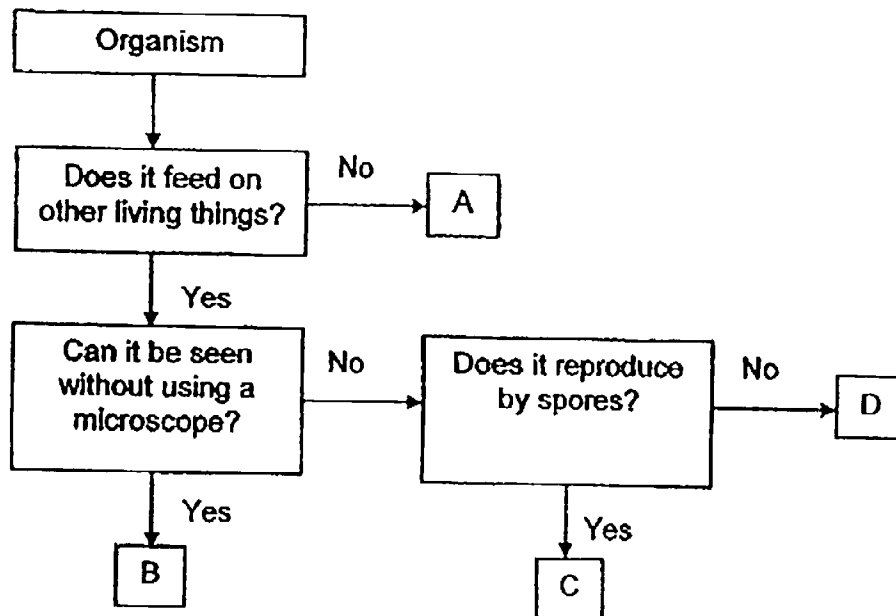 Organism
Does it feed on
other living things?
No
A
Yes
Can it be seen
without using a
microscope?
No
Does it reproduce
by spores?
No
D
Yes
B
Yes
C